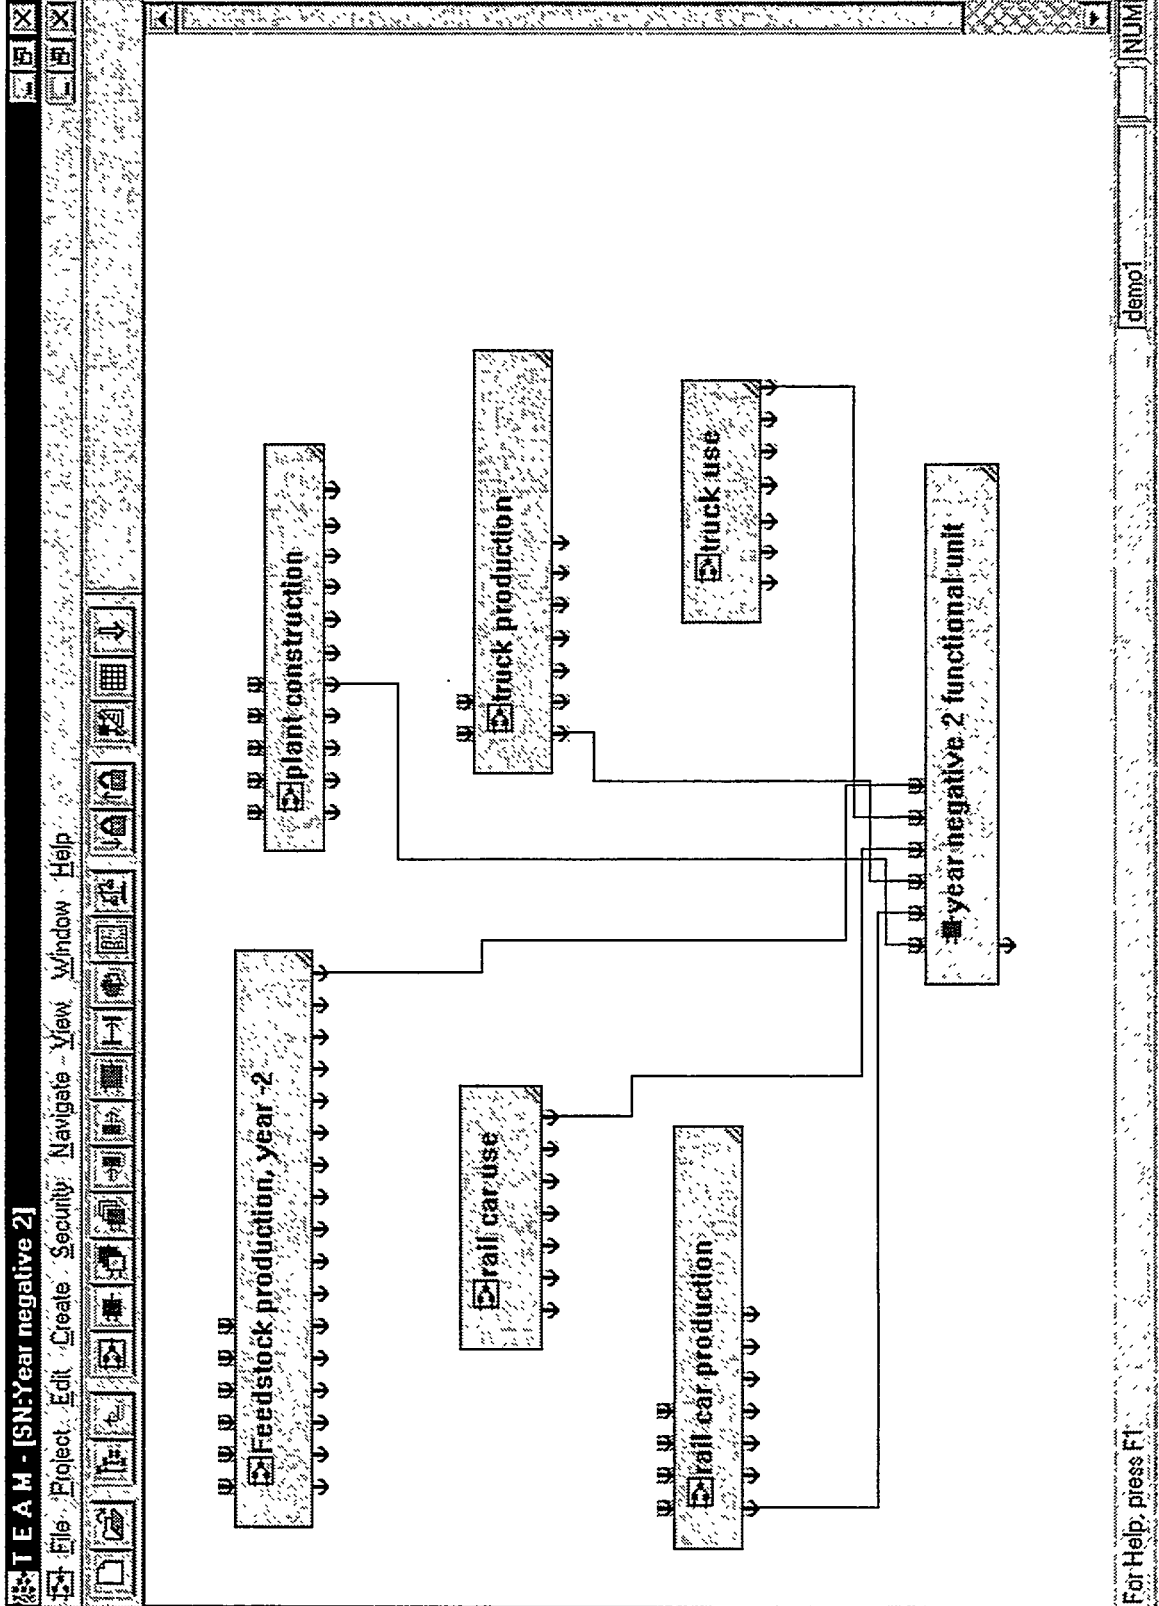 T E A M - [SN:Year negative 2]
File Project Edit Create Security Navigate View Window Help
Feedstock production, year -2
plant construction
rail car use
truck production
rail car production
truck use
year negative 2 functional unit
For Help, press F1
demo1
NUM